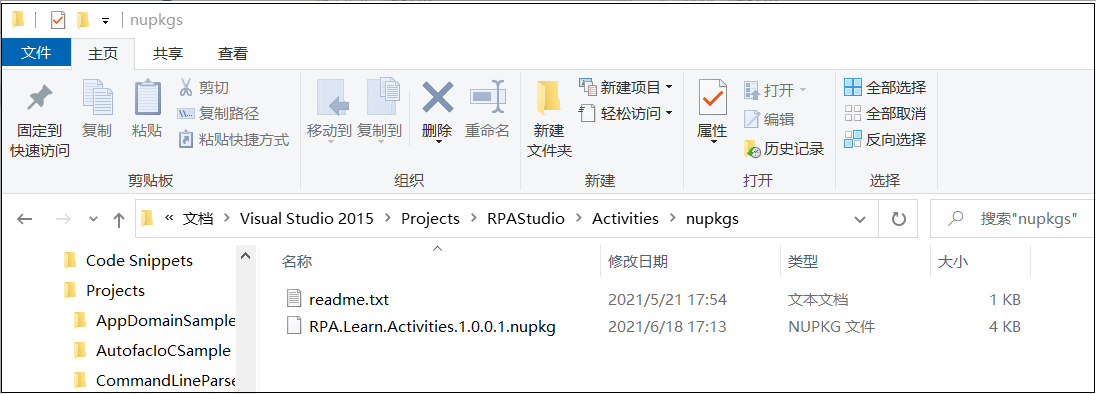 nupkgs
文件 主页 共享 查看
固定到快速访问
复制
粘贴
剪切
复制路径
粘贴快捷方式
剪贴板
移动到
复制到
删除
重命名
组织
新建文件夹
新建项目
轻松访问
新建
属性
打开
编辑
历史记录
打开
全部选择
全部取消
反向选择
选择
« 文档 > Visual Studio 2015 > Projects > RPAStudio > Activities > nupkgs
搜索"nupkgs"
Code Snippets
Projects
AppDomainSample
AutofacIoCSample
CommandLineParse
名称 修改日期 类型 大小
readme.txt 2021/5/21 17:54 文本文档 1 KB
RPA.Learn.Activities.1.0.0.1.nupkg 2021/6/18 17:13 NUPKG 文件 4 KB